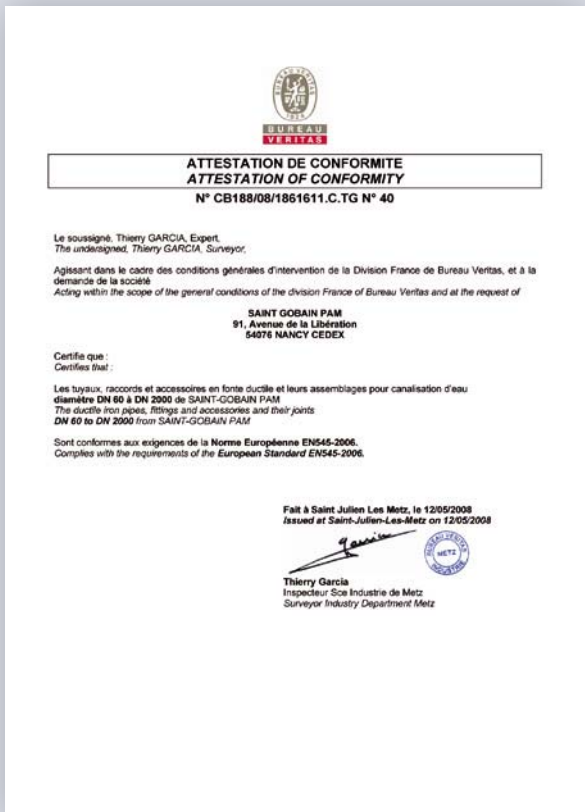 1828
BUREAU
VERITAS
ATTESTATION DE CONFORMITE
ATTESTATION OF CONFORMITY
N° CB188/08/1861611.C.TG N° 40
Le soussigné, Thierry GARCIA, Expert,
The undersigned, Thierry GARCIA, Surveyor,
Agissant dans le cadre des conditions générales d'intervention de la Division France de Bureau Veritas, et à la
demande de la société
Acting within the scope of the general conditions of the division France of Bureau Veritas and at the request of
SAINT GOBAIN PAM
91, Avenue de la Libération
54076 NANCY CEDEX
Certifie que :
Certifies that :
Les tuyaux, raccords et accessoires en fonte ductile et leurs assemblages pour canalisation d'eau
diamètre DN 60 à DN 2000 de SAINT-GOBAIN PAM
The ductile iron pipes, fittings and accessories and their joints
DN 60 to DN 2000 from SAINT-GOBAIN PAM
Sont conformes aux exigences de la Norme Européenne EN545-2006.
Complies with the requirements of the European Standard EN545-2006.
Fait à Saint Julien Les Metz, le 12/05/2008
Issued at Saint-Julien-Les-Metz on 12/05/2008
BUREAU VERITAS
METZ
INDUSTRIE
Thierry Garcia
Inspecteur Sce Industrie de Metz
Surveyor Industry Department Metz